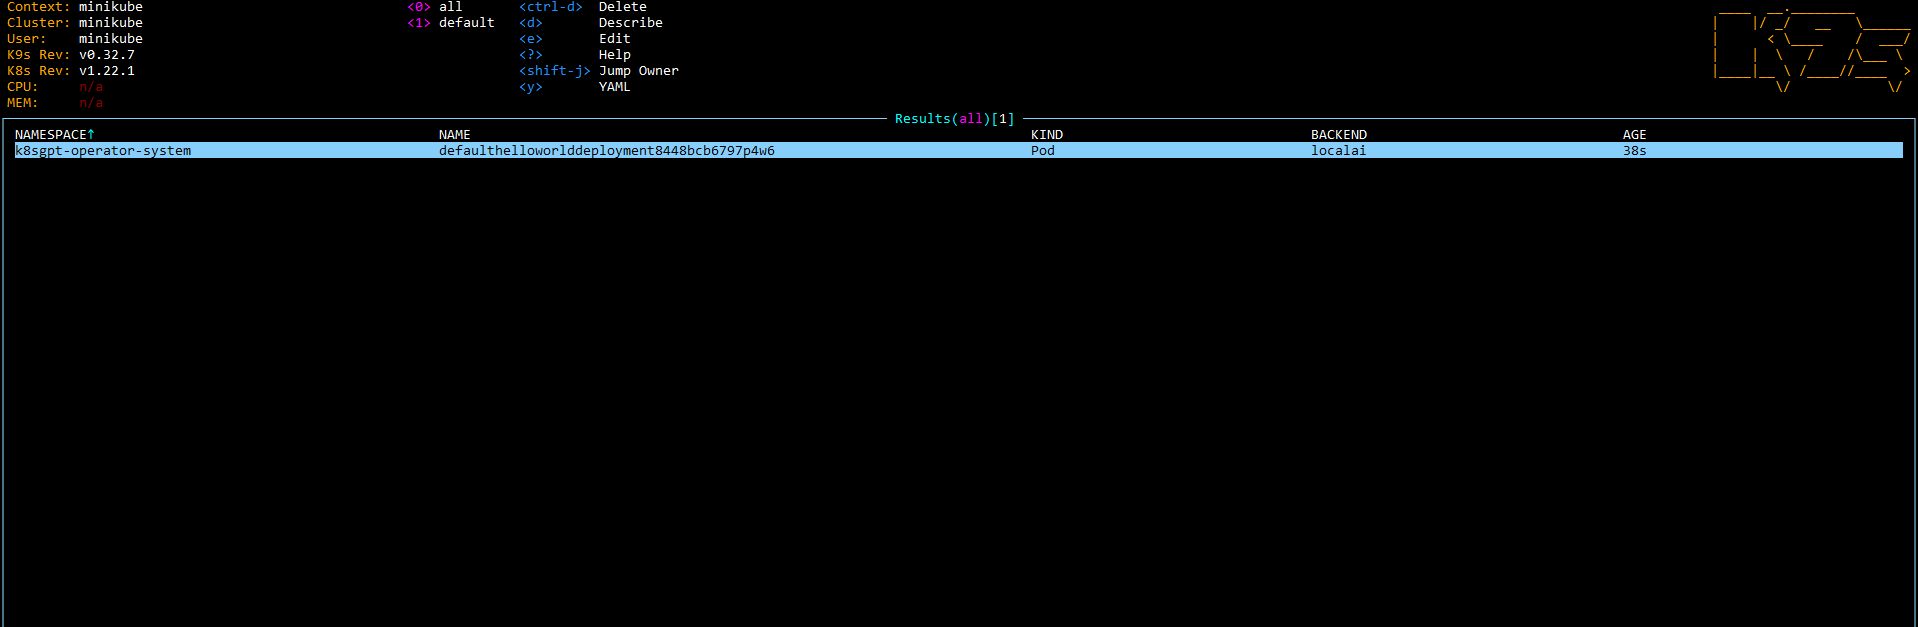 Context: minikube <0> all <ctrl-d> Delete
Cluster: minikube <1> default <d> Describe
User: minikube <e> Edit
K9s Rev: v0.32.7 <?> Help
K8s Rev: v1.22.1 <shift-j> Jump Owner
CPU: n/a <y> YAML
MEM: n/a
Results(all)[1]
NAMESPACE↑ NAME KIND BACKEND AGE
k8sgpt-operator-system defaulthelloworlddeployment8448bcb6797p4w6 Pod localai 38s